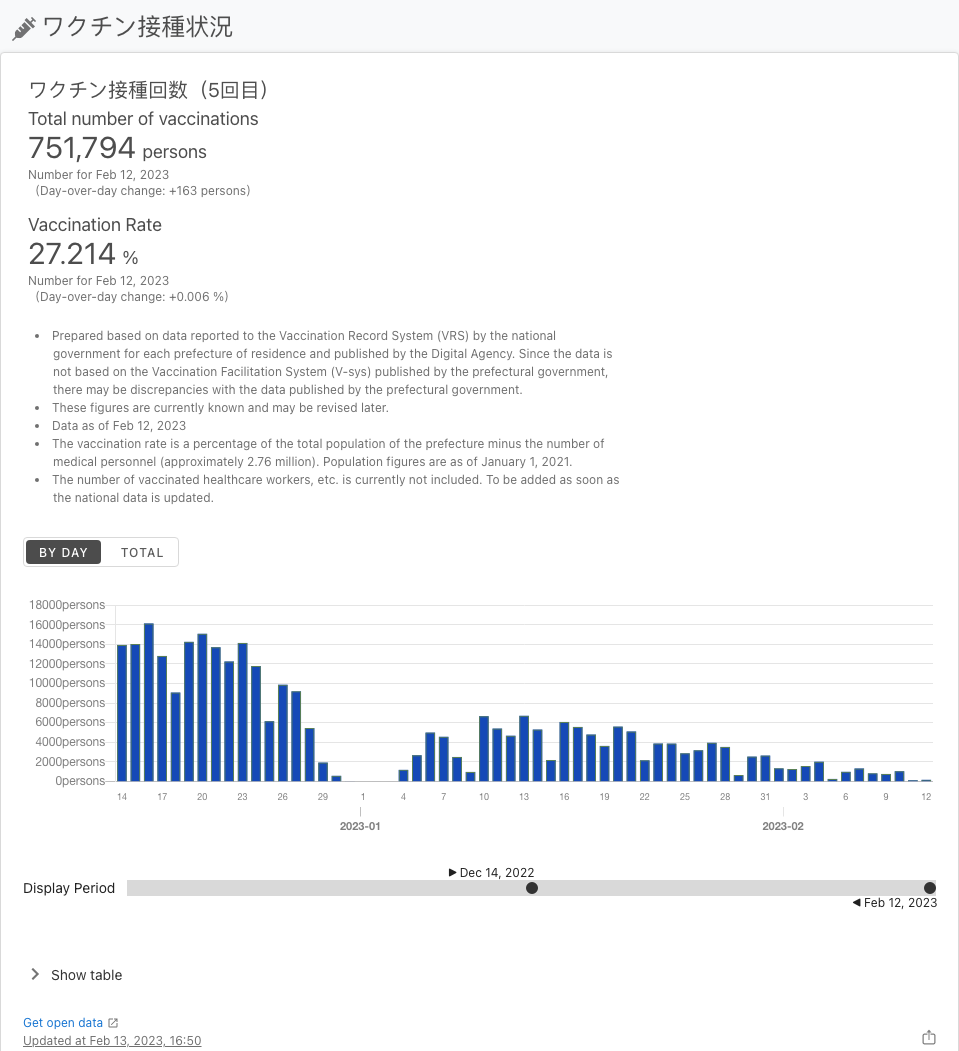 ワクチン接種状況
ワクチン接種回数（5回目）
Total number of vaccinations
751,794 persons
Number for Feb 12, 2023
(Day-over-day change: +163 persons)
Vaccination Rate
27.214 %
Number for Feb 12, 2023
(Day-over-day change: +0.006 %)
• Prepared based on data reported to the Vaccination Record System (VRS) by the national
government for each prefecture of residence and published by the Digital Agency. Since the data is
not based on the Vaccination Facilitation System (V-sys) published by the prefectural government,
there may be discrepancies with the data published by the prefectural government.
• These figures are currently known and may be revised later.
• Data as of Feb 12, 2023
• The vaccination rate is a percentage of the total population of the prefecture minus the number of
medical personnel (approximately 2.76 million). Population figures are as of January 1, 2021.
• The number of vaccinated healthcare workers, etc. is currently not included. To be added as soon as
the national data is updated.
BY DAY TOTAL
18000persons
16000persons
14000persons
12000persons
10000persons
8000persons
6000persons
4000persons
2000persons
0persons
14 17 20 23 26 29 1 4 7 10 13 16 19 22 25 28 31 3 6 9 12
2023-01 2023-02
Dec 14, 2022
Display Period
Feb 12, 2023
Show table
Get open data
Updated at Feb 13, 2023, 16:50